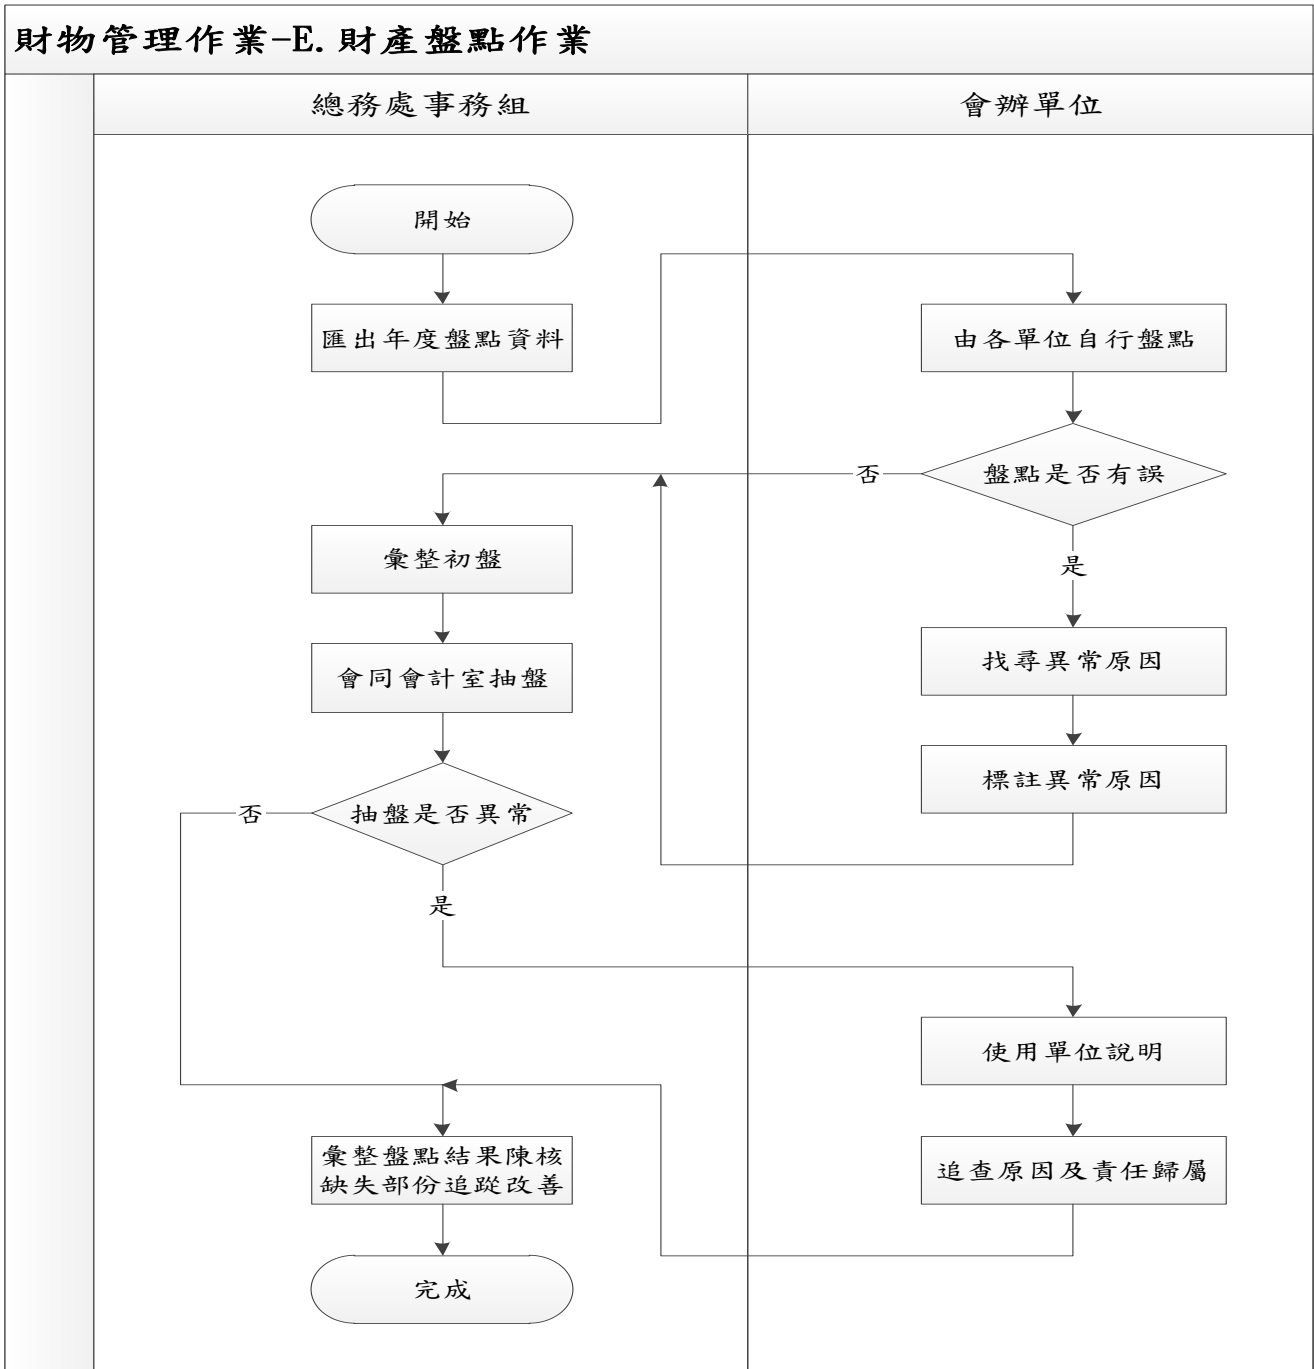 財物管理作業-E.財產盤點作業
總務處事務組
會辦單位
開始
匯出年度盤點資料
由各單位自行盤點
盤點是否有誤
否
是
彙整初盤
找尋異常原因
會同會計室抽盤
標註異常原因
抽盤是否異常
否
是
使用單位說明
追查原因及責任歸屬
彙整盤點結果陳核
缺失部份追蹤改善
完成